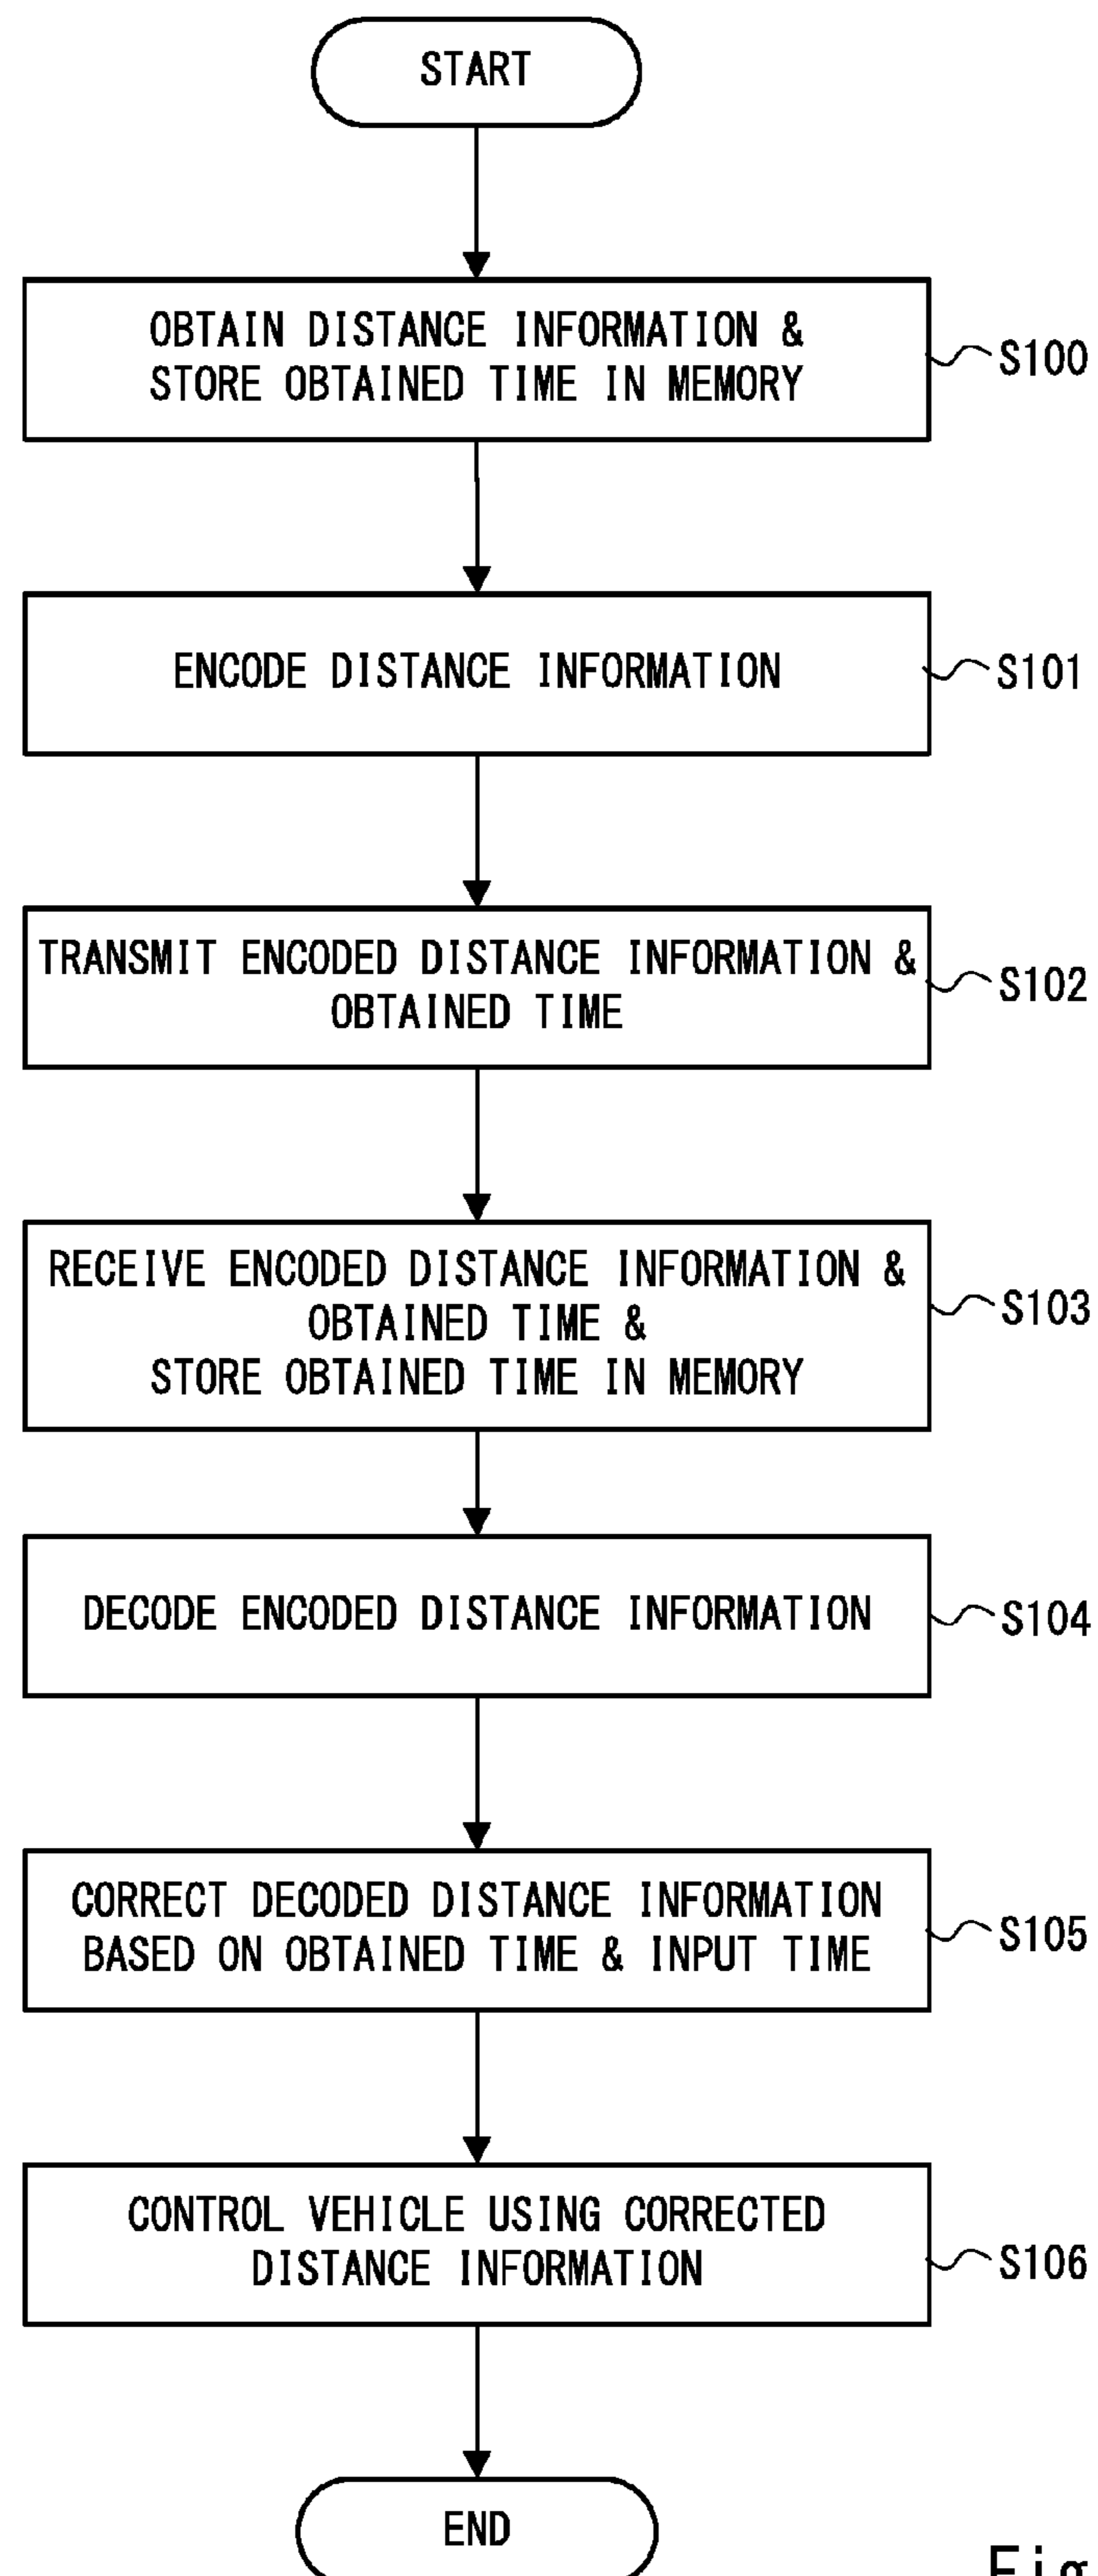 START
OBTAIN DISTANCE INFORMATION &
STORE OBTAINED TIME IN MEMORY
S100
ENCODE DISTANCE INFORMATION
S101
TRANSMIT ENCODED DISTANCE INFORMATION &
OBTAINED TIME
S102
RECEIVE ENCODED DISTANCE INFORMATION &
OBTAINED TIME &
STORE OBTAINED TIME IN MEMORY
S103
DECODE ENCODED DISTANCE INFORMATION
S104
CORRECT DECODED DISTANCE INFORMATION
BASED ON OBTAINED TIME & INPUT TIME
S105
CONTROL VEHICLE USING CORRECTED
DISTANCE INFORMATION
S106
END